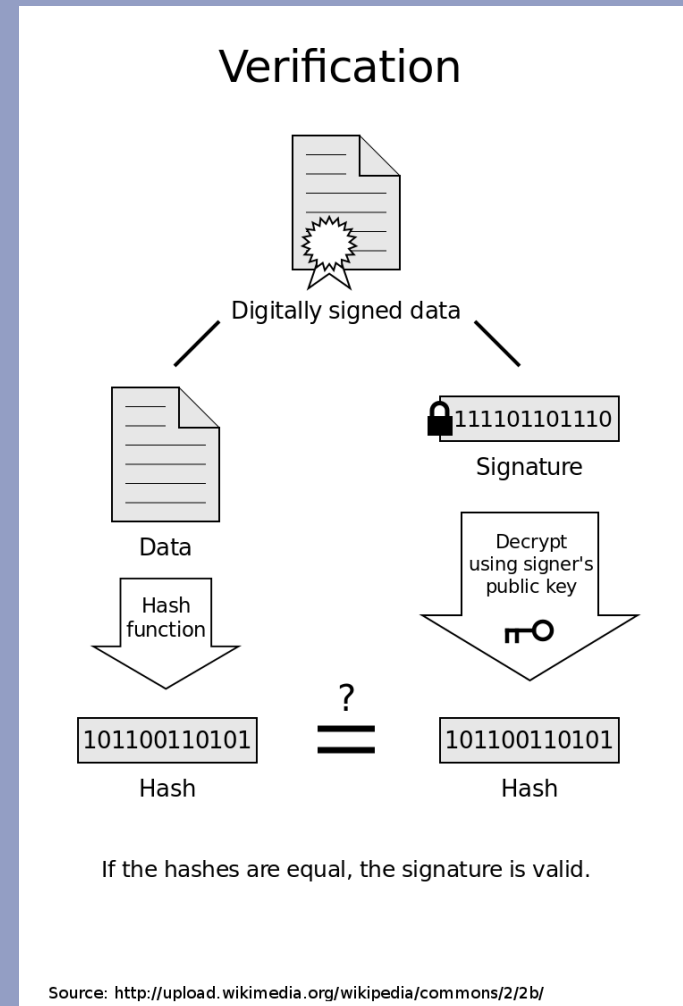 Verification
Digitally signed data
111101101110
Signature
Data
Decrypt
using signer's
public key
Hash
function
?
101100110101
101100110101
Hash
Hash
If the hashes are equal, the signature is valid.
Source: http://upload.wikimedia.org/wikipedia/commons/2/2b/